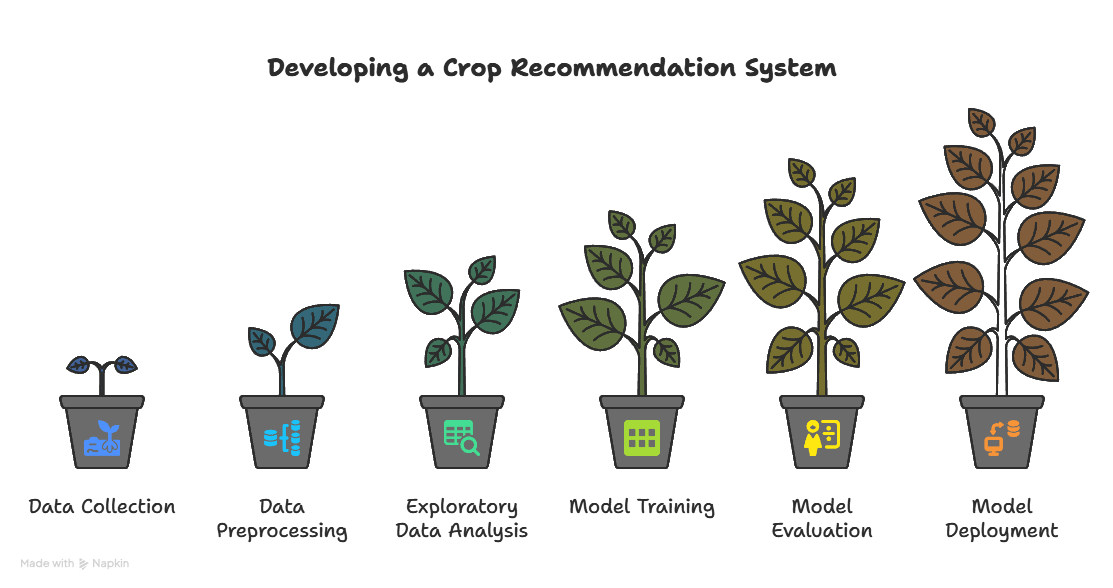 Developing a Crop Recommendation System
Data Collection
Data
Preprocessing
Exploratory
Data Analysis
Model Training
Model
Evaluation
Model
Deployment
Made with Napkin